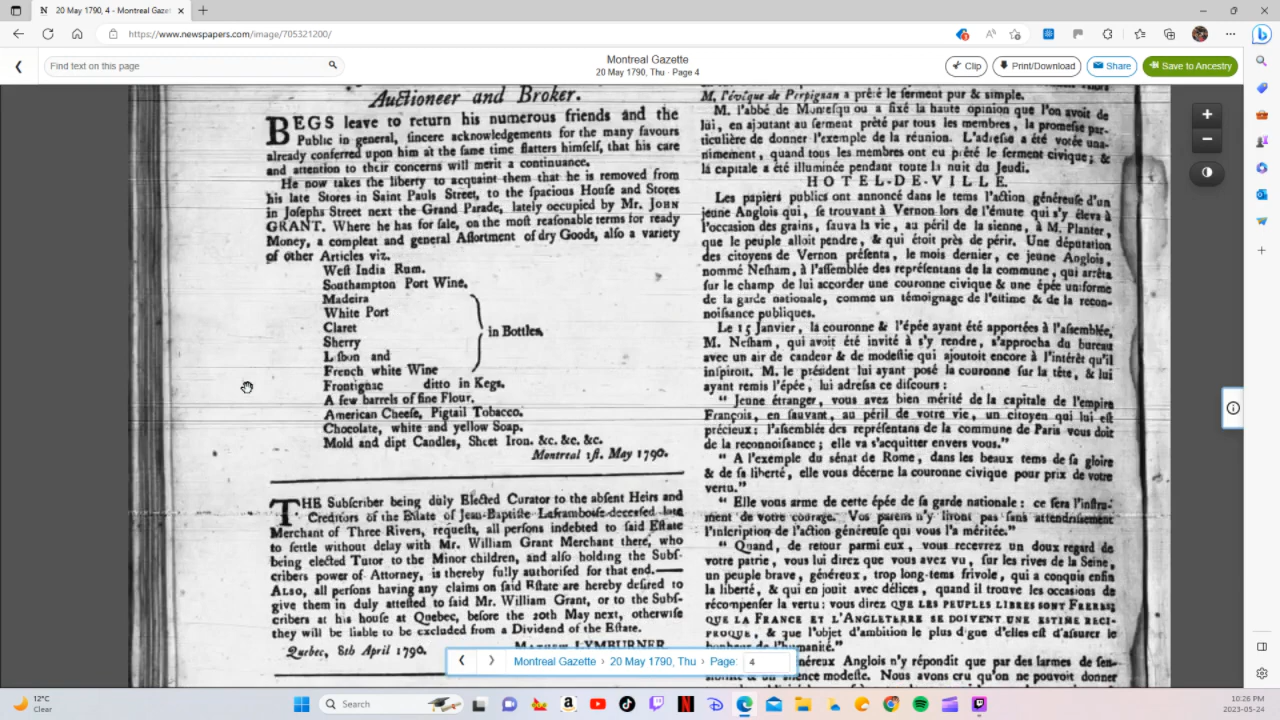 20 May 1790, 4 - Montreal Gazet
https://www.newspapers.com/image/705321200/
Find text on this page
Montreal Gazette
20 May 1790, Thu · Page 4
Clip
Print/Download
Share
Save to Ancestry
Auctioneer and Broker.
BEGS leave to return his numerous friends and the
Public in general, ſincere acknowledgements for the many favours
already conferred upon him at the ſame time flatters himſelf, that his care
and attention to their concerns will merit a continuance.
He now takes the liberty to acquaint them that he is removed from
his late Stores in Saint Pauls Street, to the ſpacious Houſe and Stores
in Joſephs Street next the Grand Parade, lately occupied by Mr. JOHN
GRANT. Where he has for ſale, on the moſt reaſonable terms for ready
Money, a compleat and general Aſſortment of dry Goods, alſo a variety
of other Articles viz.
Weſt India Rum.
Southampton Port Wine.
Madeira
White Port
Claret
Sherry
Liſbon and
French white Wine
in Bottles
Frontignac ditto in Kegs.
A few barrels of fine Flour.
American Cheeſe, Pigtail Tobacco.
Chocolate, white and yellow Soap.
Mold and dipt Candles, Sheet Iron. &c. &c. &c.
Montreal 1ſt. May 1790.
THE Subſcriber being duly Elected Curator to the abſent Heirs and
Creditors of the Eſtate of Jean-Baptiſte Laframboiſe deceſed late
Merchant of Three Rivers, requeſts, all perſons indebted to ſaid Eſtate
to ſettle without delay with Mr. William Grant Merchant there, who
being elected Tutor to the Minor children, and alſo holding the Subſ-
cribers power of Attorney, is thereby fully authoriſed for that end.——
ALSO, all perſons having any claims on ſaid Eſtate are hereby deſired to
give them in duly atteſted to ſaid Mr. William Grant, or to the Subſ-
cribers at his houſe at Quebec, before the 20th May next, otherwiſe
they will be liable to be excluded from a Dividend of the Eſtate.
LYMBURNER
Quebec, 8th April 1790.
M. l'évêque de Perpignan a prêté le ſerment pur & ſimple.
M. l'abbé de Monteſqu ou a fixé la haute opinion que l'on avoit de
lui, en ajoutant au ſerment prêté par tous les membres, la promeſſe par-
ticulière de donner l'exemple de la réunion. L'adreſſe a été votée una-
nimement, quand tous les membres ont eu prêté le ſerment civique; &
la capitale a été illuminée pendant toute la nuit du Jeudi.
HOTEL-DE-VILLE.
Les papiers publics ont annoncé dans le tems l'action généreuſe d'un
jeune Anglois qui, ſe trouvant à Vernon lors de l'émute qui s'y éleva à
l'occaſion des grains, ſauva la vie, au péril de la sienne, à M. Planter,
que le peuple alloit pendre, & qui étoit près de périr. Une députation
des citoyens de Vernon préſenta, le mois dernier, ce jeune Anglois,
nommé Neſham, à l'aſſemblée des repréſentans de la commune, qui arrêta
ſur le champ de lui accorder une couronne civique & une épée uniforme
de la garde nationale, comme un témoignage de l'eſtime & de la recon-
noiſſance publiques.
Le 15 Janvier, la couronne & l'épée ayant été apportées à l'aſſemblée,
M. Neſham, qui avoit été invité à s'y rendre, s'approcha du bureau
avec un air de candeur & de modeſtie qui ajoutoit encore à l'intérêt qu'il
inſpiroit. M. le préſident lui ayant poſé la couronne ſur la tête, & lui
ayant remis l'épée, lui adreſſa ce diſcours:
" Jeune étranger, vous avez bien mérité de la capitale de l'empire
François, en ſauvant, au péril de votre vie, un citoyen qui lui eſt
précieux: l'aſſemblée des repréſentans de la commune de Paris vous doit
de la reconnoiſſance; elle va s'acquitter envers vous."
" A l'exemple du ſénat de Rome, dans les beaux tems de ſa gloire
& de ſa liberté, elle vous décerne la couronne civique pour prix de votre
vertu."
" Elle vous arme de cette épée de ſa garde nationale: ce ſera l'inſtru-
ment de votre courage. Vos parens n'y liront pas ſans attendriſſement
l'inſcription de l'action généreuſe qui vous l'a méritée."
" Quand, de retour parmi eux, vous recevrez un doux regard de
votre patrie, vous lui direz que vous avez vu, ſur les rives de la Seine,
un peuple brave, généreux, trop long-tems frivole, qui a conquis enfin
la liberté, & qui en jouit avec délices, quand il trouve les occaſions de
récompenſer la vertu: vous direz QUE LES PEUPLES LIBRES SONT FRERES;
QUE LA FRANCE ET L'ANGLETERRE SE DOIVENT UNE ESTIME RECI-
PROQUE, & que l'objet d'ambition le plus digne d'elles eſt d'aſſurer le
bonheur de l'humanité."
néreux Anglois n'y répondit que par des larmes de ſen-
ence modeſte. Nous avons cru qu'on ne pouvoit donner
Montreal Gazette › 20 May 1790, Thu › Page: 4
12°C
Clear
Search
10:26 PM
2023-05-24